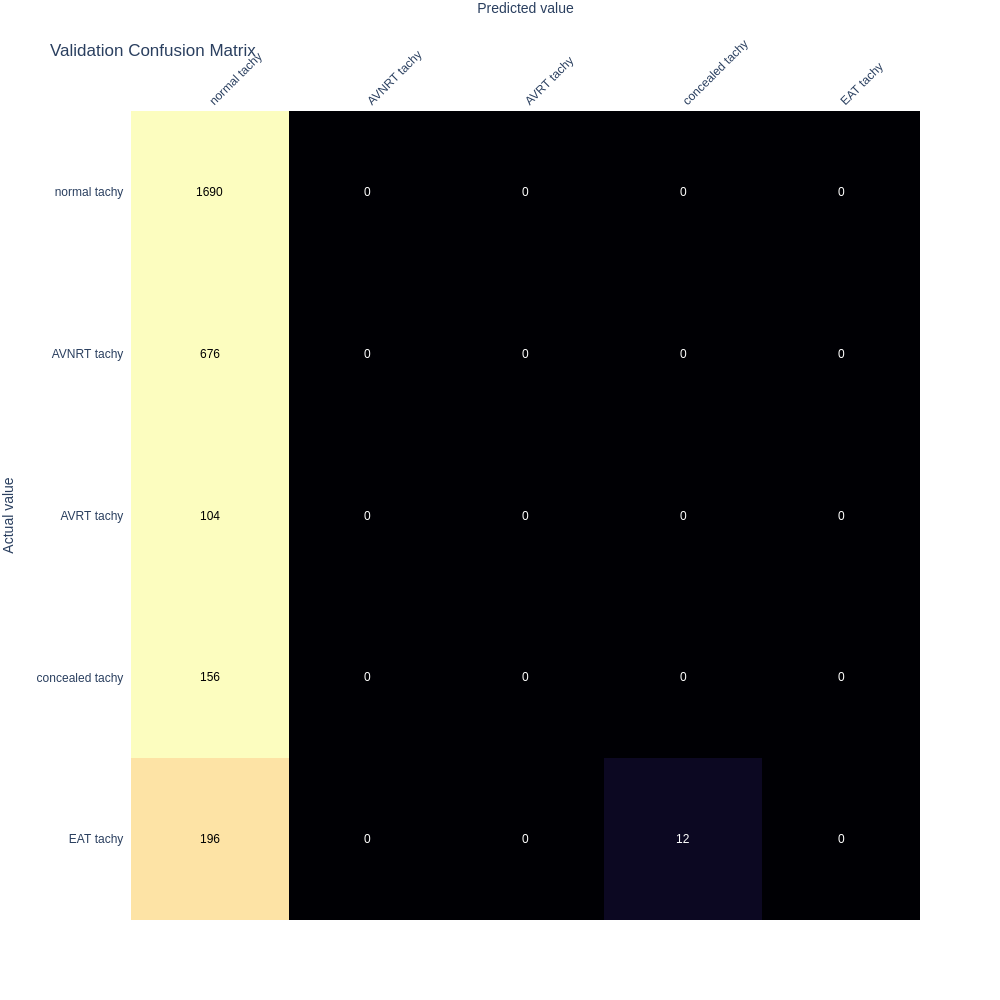 Predicted value
Validation Confusion Matrix
normal tachy AVNRT tachy AVRT tachy concealed tachy EAT tachy
normal tachy 1690 0 0 0 0
AVNRT tachy 676 0 0 0 0
Actual value
AVRT tachy 104 0 0 0 0
concealed tachy 156 0 0 0 0
EAT tachy 196 0 0 12 0